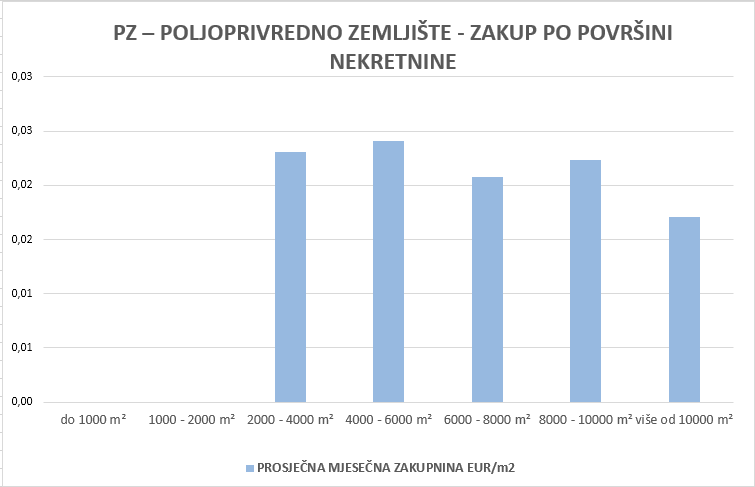 PZ – POLJOPRIVREDNO ZEMLJIŠTE - ZAKUP PO POVRŠINI
NEKRETNINE
0,03
0,03
0,02
0,02
0,01
0,01
0,00
do 1000 m²
1000 - 2000 m²
2000 - 4000 m²
4000 - 6000 m²
6000 - 8000 m²
8000 - 10000 m²
više od 10000 m²
PROSJEČNA MJESEČNA ZAKUPNINA EUR/m2